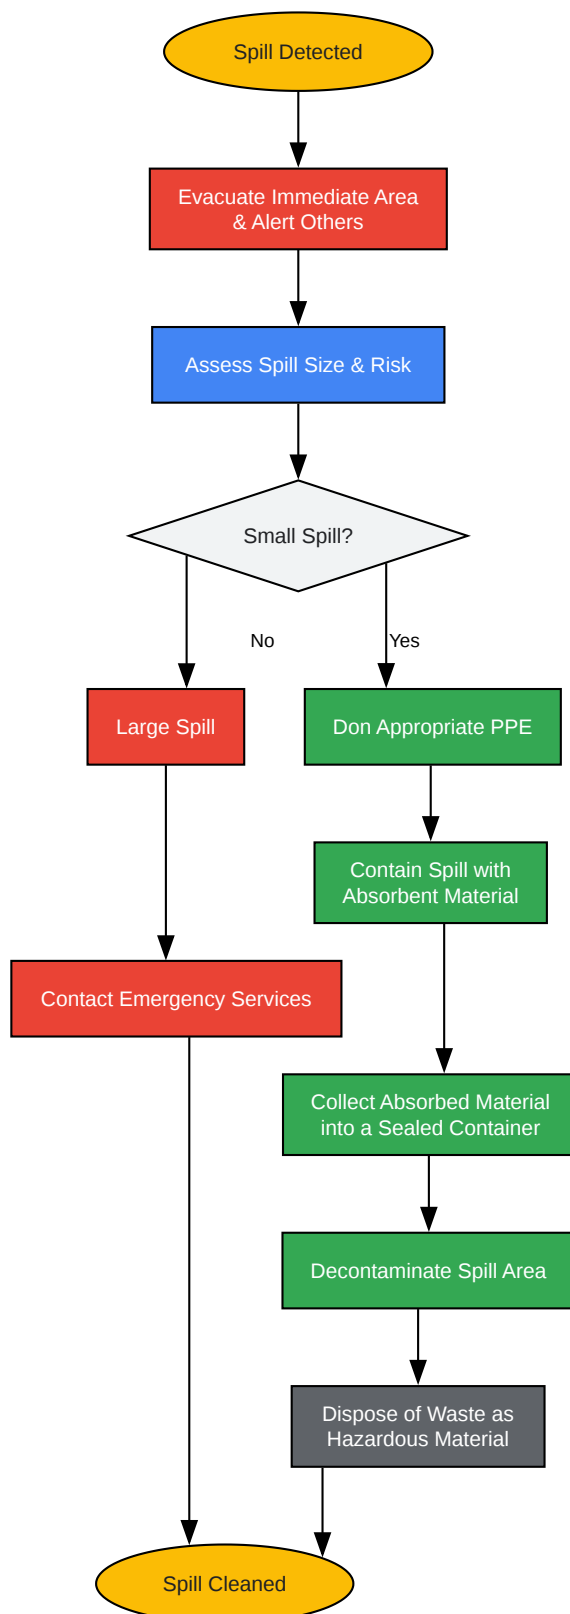 Spill Detected
Evacuate Immediate Area
& Alert Others
Assess Spill Size & Risk
Small Spill?
No
Yes
Large Spill
Don Appropriate PPE
Contain Spill with
Absorbent Material
Contact Emergency Services
Collect Absorbed Material
into a Sealed Container
Decontaminate Spill Area
Dispose of Waste as
Hazardous Material
Spill Cleaned